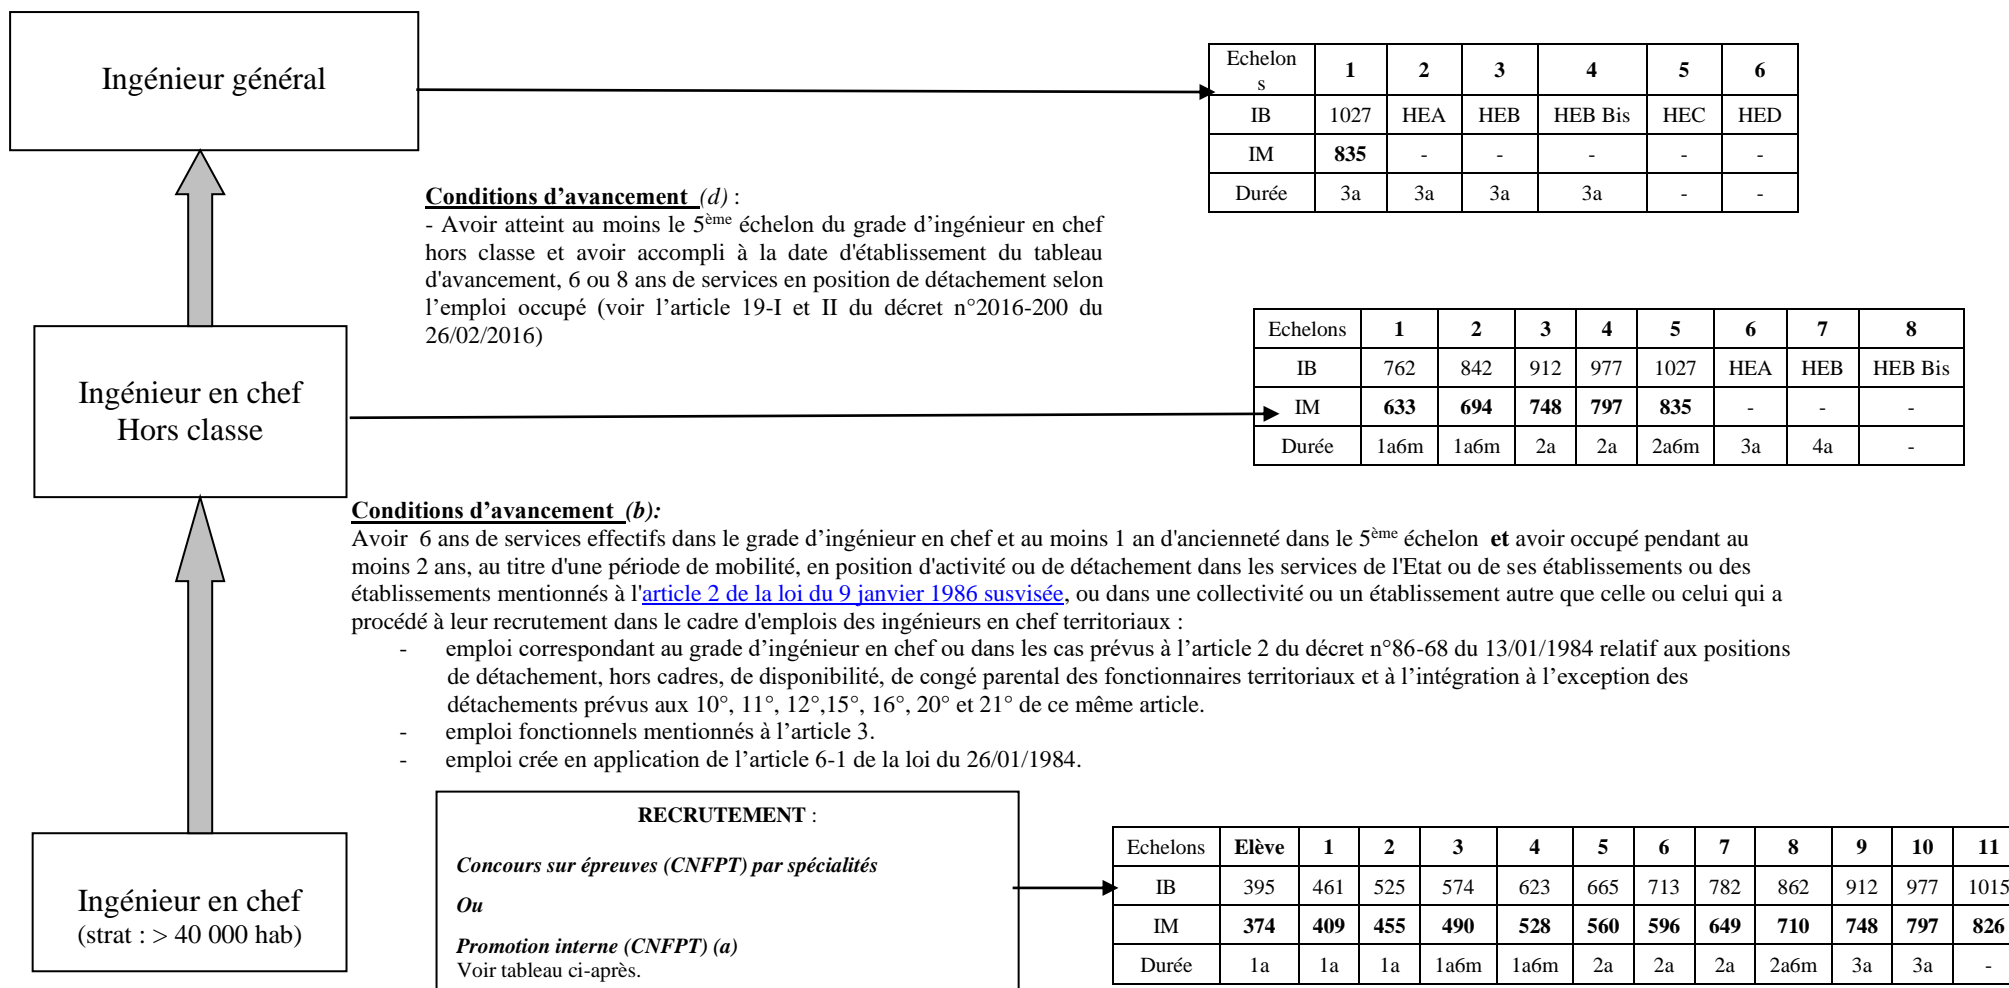 Ingénieur général
Echelon
s 1 2 3 4 5 6
IB 1027 HEA HEB HEB Bis HEC HED
IM 835 - - - - -
Durée 3a 3a 3a 3a - -
Conditions d’avancement (d) :
- Avoir atteint au moins le 5ème échelon du grade d’ingénieur en chef
hors classe et avoir accompli à la date d'établissement du tableau
d'avancement, 6 ou 8 ans de services en position de détachement selon
l’emploi occupé (voir l’article 19-I et II du décret n°2016-200 du
26/02/2016)
Ingénieur en chef
Hors classe
Echelons 1 2 3 4 5 6 7 8
IB 762 842 912 977 1027 HEA HEB HEB Bis
IM 633 694 748 797 835 - - -
Durée 1a6m 1a6m 2a 2a 2a6m 3a 4a -
Conditions d’avancement (b):
Avoir 6 ans de services effectifs dans le grade d’ingénieur en chef et au moins 1 an d'ancienneté dans le 5ème échelon et avoir occupé pendant au
moins 2 ans, au titre d'une période de mobilité, en position d'activité ou de détachement dans les services de l'Etat ou de ses établissements ou des
établissements mentionnés à l'article 2 de la loi du 9 janvier 1986 susvisée, ou dans une collectivité ou un établissement autre que celle ou celui qui a
procédé à leur recrutement dans le cadre d'emplois des ingénieurs en chef territoriaux :
- emploi correspondant au grade d’ingénieur en chef ou dans les cas prévus à l’article 2 du décret n°86-68 du 13/01/1984 relatif aux positions
de détachement, hors cadres, de disponibilité, de congé parental des fonctionnaires territoriaux et à l’intégration à l’exception des
détachements prévus aux 10°, 11°, 12°,15°, 16°, 20° et 21° de ce même article.
- emploi fonctionnels mentionnés à l’article 3.
- emploi crée en application de l’article 6-1 de la loi du 26/01/1984.
Ingénieur en chef
(strat : > 40 000 hab)
RECRUTEMENT :
Concours sur épreuves (CNFPT) par spécialités
Ou
Promotion interne (CNFPT) (a)
Voir tableau ci-après.
Echelons Elève 1 2 3 4 5 6 7 8 9 10 11
IB 395 461 525 574 623 665 713 782 862 912 977 1015
IM 374 409 455 490 528 560 596 649 710 748 797 826
Durée 1a 1a 1a 1a6m 1a6m 2a 2a 2a 2a6m 3a 3a -